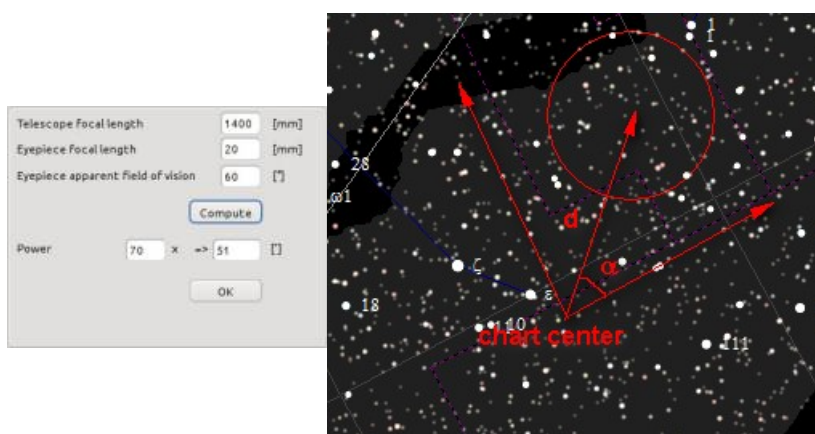 Telescope focal length 1400 [mm]
Eyepiece focal length 20 [mm]
Eyepiece apparent field of vision 60 [°]
Compute
Power 70 x => 51 [']
OK
1
1
28
ω1
d
ζ
α
8
ε
18
10
chart center
111